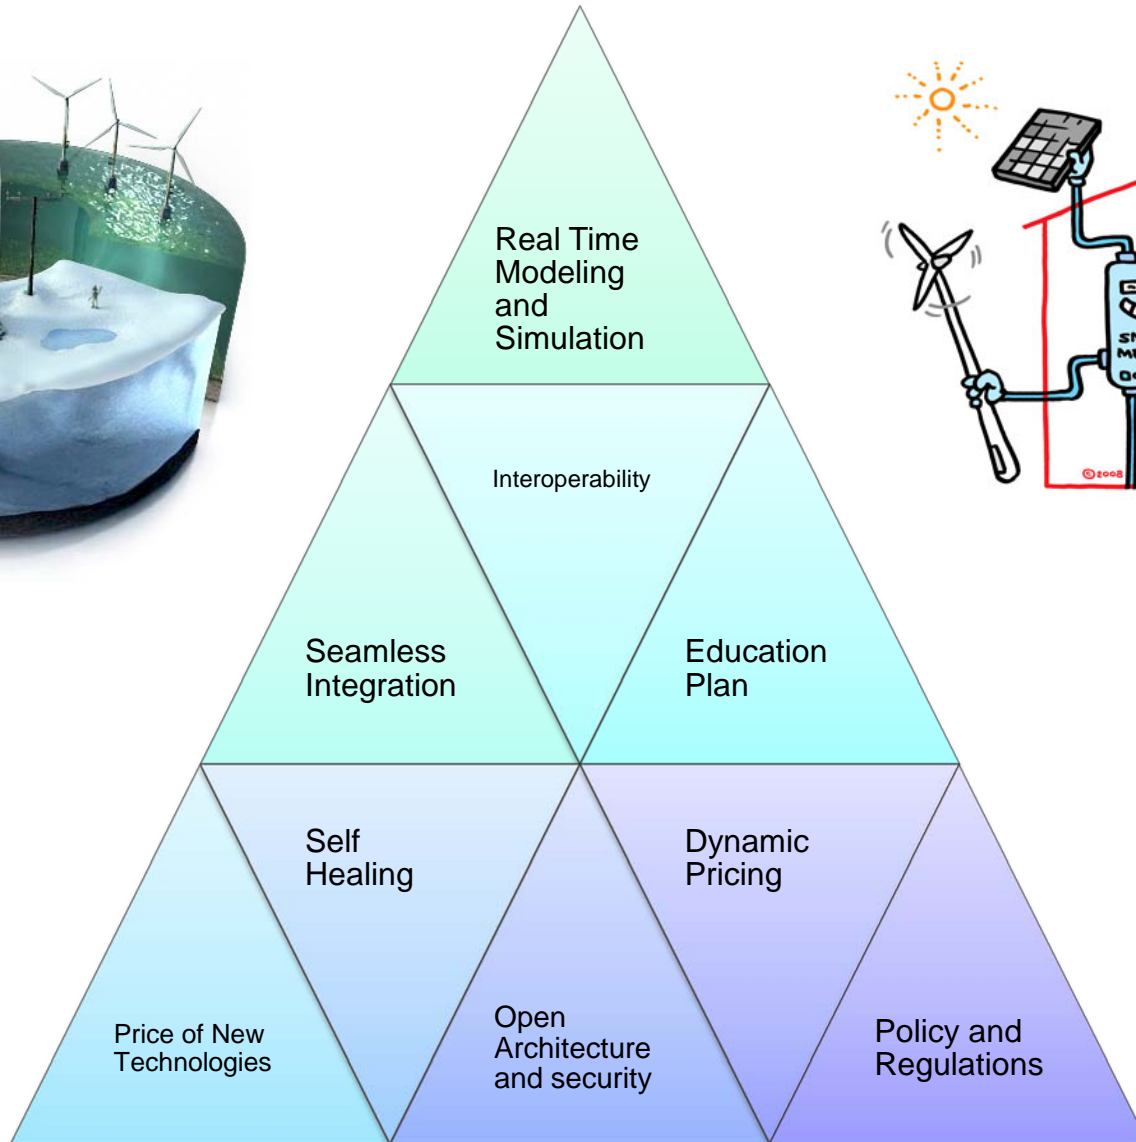 Real Time
Modeling
and
Simulation
Interoperability
Seamless
Integration
Education
Plan
Self
Healing
Dynamic
Pricing
Price of New
Technologies
Open
Architecture
and security
Policy and
Regulations
©2008